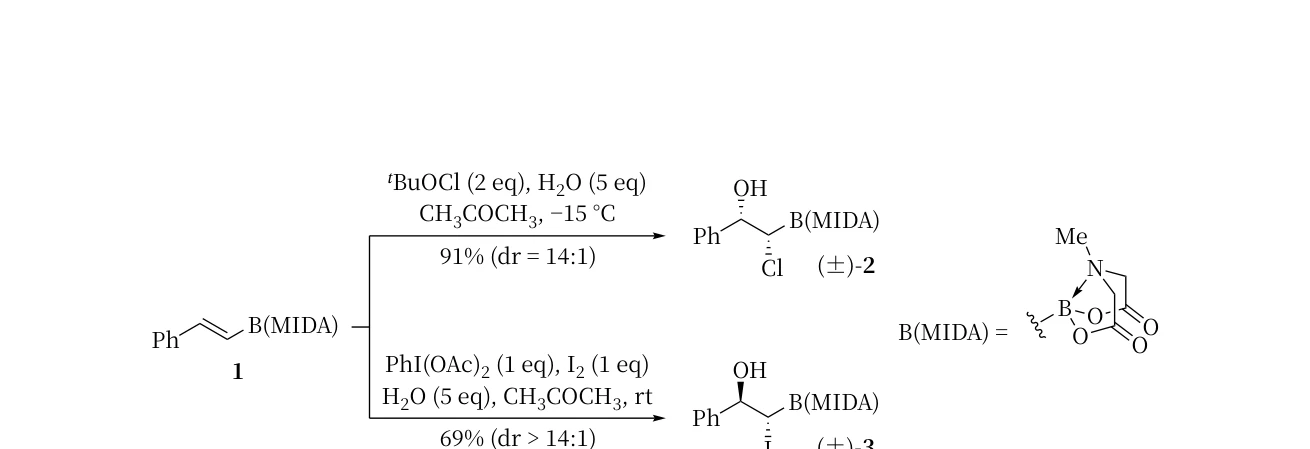 ᵗBuOCl (2 eq), H₂O (5 eq)
CH₃COCH₃, −15 °C
91% (dr = 14:1)
OH
Ph
B(MIDA)
Cl
(±)-2
Ph
B(MIDA)
1
PhI(OAc)₂ (1 eq), I₂ (1 eq)
H₂O (5 eq), CH₃COCH₃, rt
69% (dr > 14:1)
OH
Ph
B(MIDA)
I
(±)-3
B(MIDA) =
Me
N
B
O
O
O
O